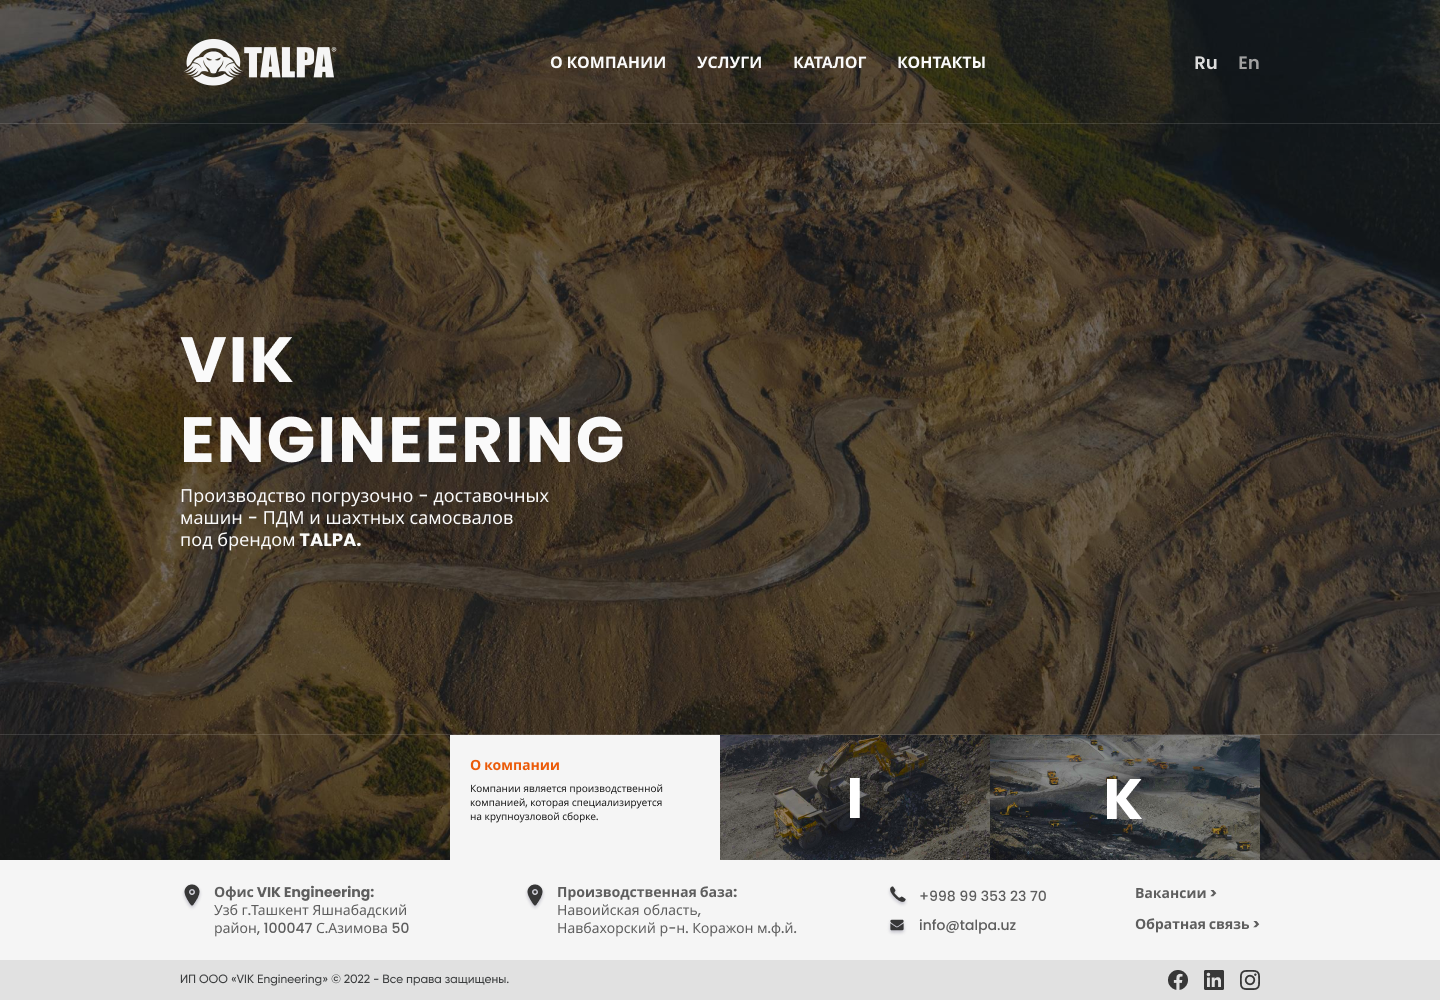 TALPA®
О КОМПАНИИ УСЛУГИ КАТАЛОГ КОНТАКТЫ
Ru En
VIK
ENGINEERING
Производство погрузочно - доставочных
машин - ПДМ и шахтных самосвалов
под брендом TALPA.
О компании
Компании является производственной
компанией, которая специализируется
на крупноузловой сборке.
I
K
Офис VIK Engineering:
Узб г.Ташкент Яшнабадский
район, 100047 С.Азимова 50
Производственная база:
Навоийская область,
Навбахорский р-н. Коражон м.ф.й.
+998 99 353 23 70
info@talpa.uz
Вакансии >
Обратная связь >
ИП ООО «VIK Engineering» © 2022 - Все права защищены.